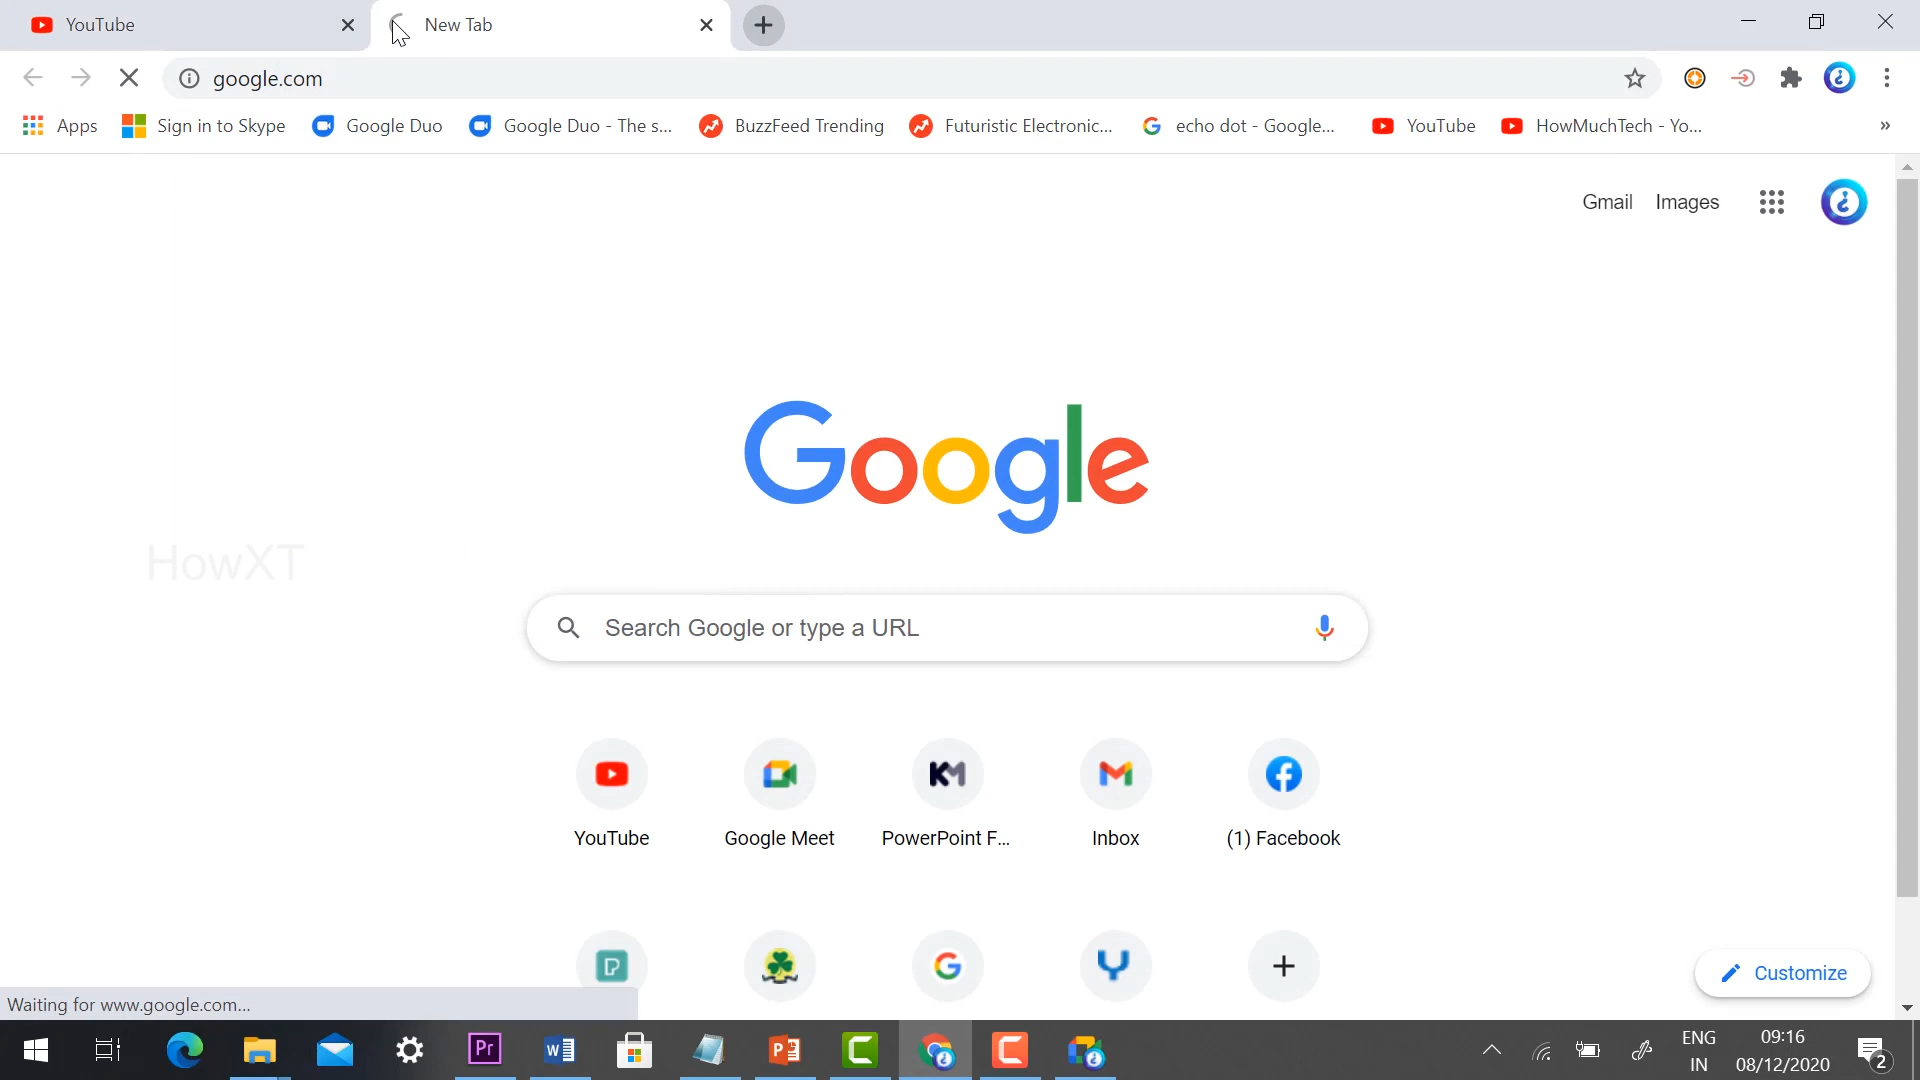 YouTube
New Tab
google.com
Apps
Sign in to Skype
Google Duo
Google Duo - The s...
BuzzFeed Trending
Futuristic Electronic...
echo dot - Google...
YouTube
HowMuchTech - Yo...
»
Gmail
Images
Google
HowXT
Search Google or type a URL
YouTube
Google Meet
KM
PowerPoint F...
Inbox
(1) Facebook
Customize
Waiting for www.google.com...
Pr
ENG
IN
09:16
08/12/2020
2